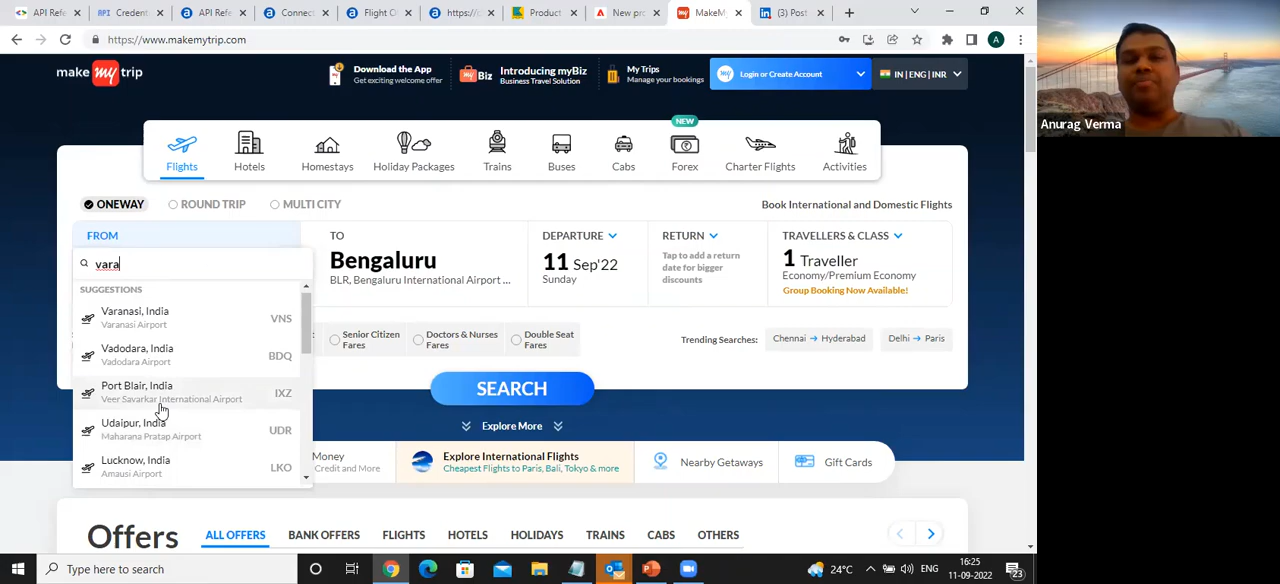 API Refe
Credent
API Refe
Connect
Flight O
https://c
Product
New pro
MakeM
(3) Post
https://www.makemytrip.com
A
Anurag Verma
make my trip
Download the App
Get exciting welcome offer
myBiz
Introducing myBiz
Business Travel Solution
My Trips
Manage your bookings
my
Login or Create Account
IN | ENG | INR
NEW
Flights
Hotels
Homestays
Holiday Packages
Trains
Buses
Cabs
Forex
Charter Flights
Activities
ONEWAY
ROUND TRIP
MULTI CITY
Book International and Domestic Flights
FROM
vara
SUGGESTIONS
Varanasi, India
Varanasi Airport
VNS
Vadodara, India
Vadodara Airport
BDQ
Port Blair, India
Veer Savarkar International Airport
IXZ
Udaipur, India
Maharana Pratap Airport
UDR
Lucknow, India
Amausi Airport
LKO
TO
Bengaluru
BLR, Bengaluru International Airport ...
DEPARTURE
11 Sep'22
Sunday
RETURN
Tap to add a return
date for bigger
discounts
TRAVELLERS & CLASS
1 Traveller
Economy/Premium Economy
Group Booking Now Available!
Senior Citizen
Fares
Doctors & Nurses
Fares
Double Seat
Fares
Trending Searches:
Chennai → Hyderabad
Delhi → Paris
SEARCH
Explore More
Money
Credit and More
Explore International Flights
Cheapest Flights to Paris, Bali, Tokyo & more
Nearby Getaways
Gift Cards
Offers
ALL OFFERS
BANK OFFERS
FLIGHTS
HOTELS
HOLIDAYS
TRAINS
CABS
OTHERS
Type here to search
24°C
ENG
16:25
11-09-2022
23